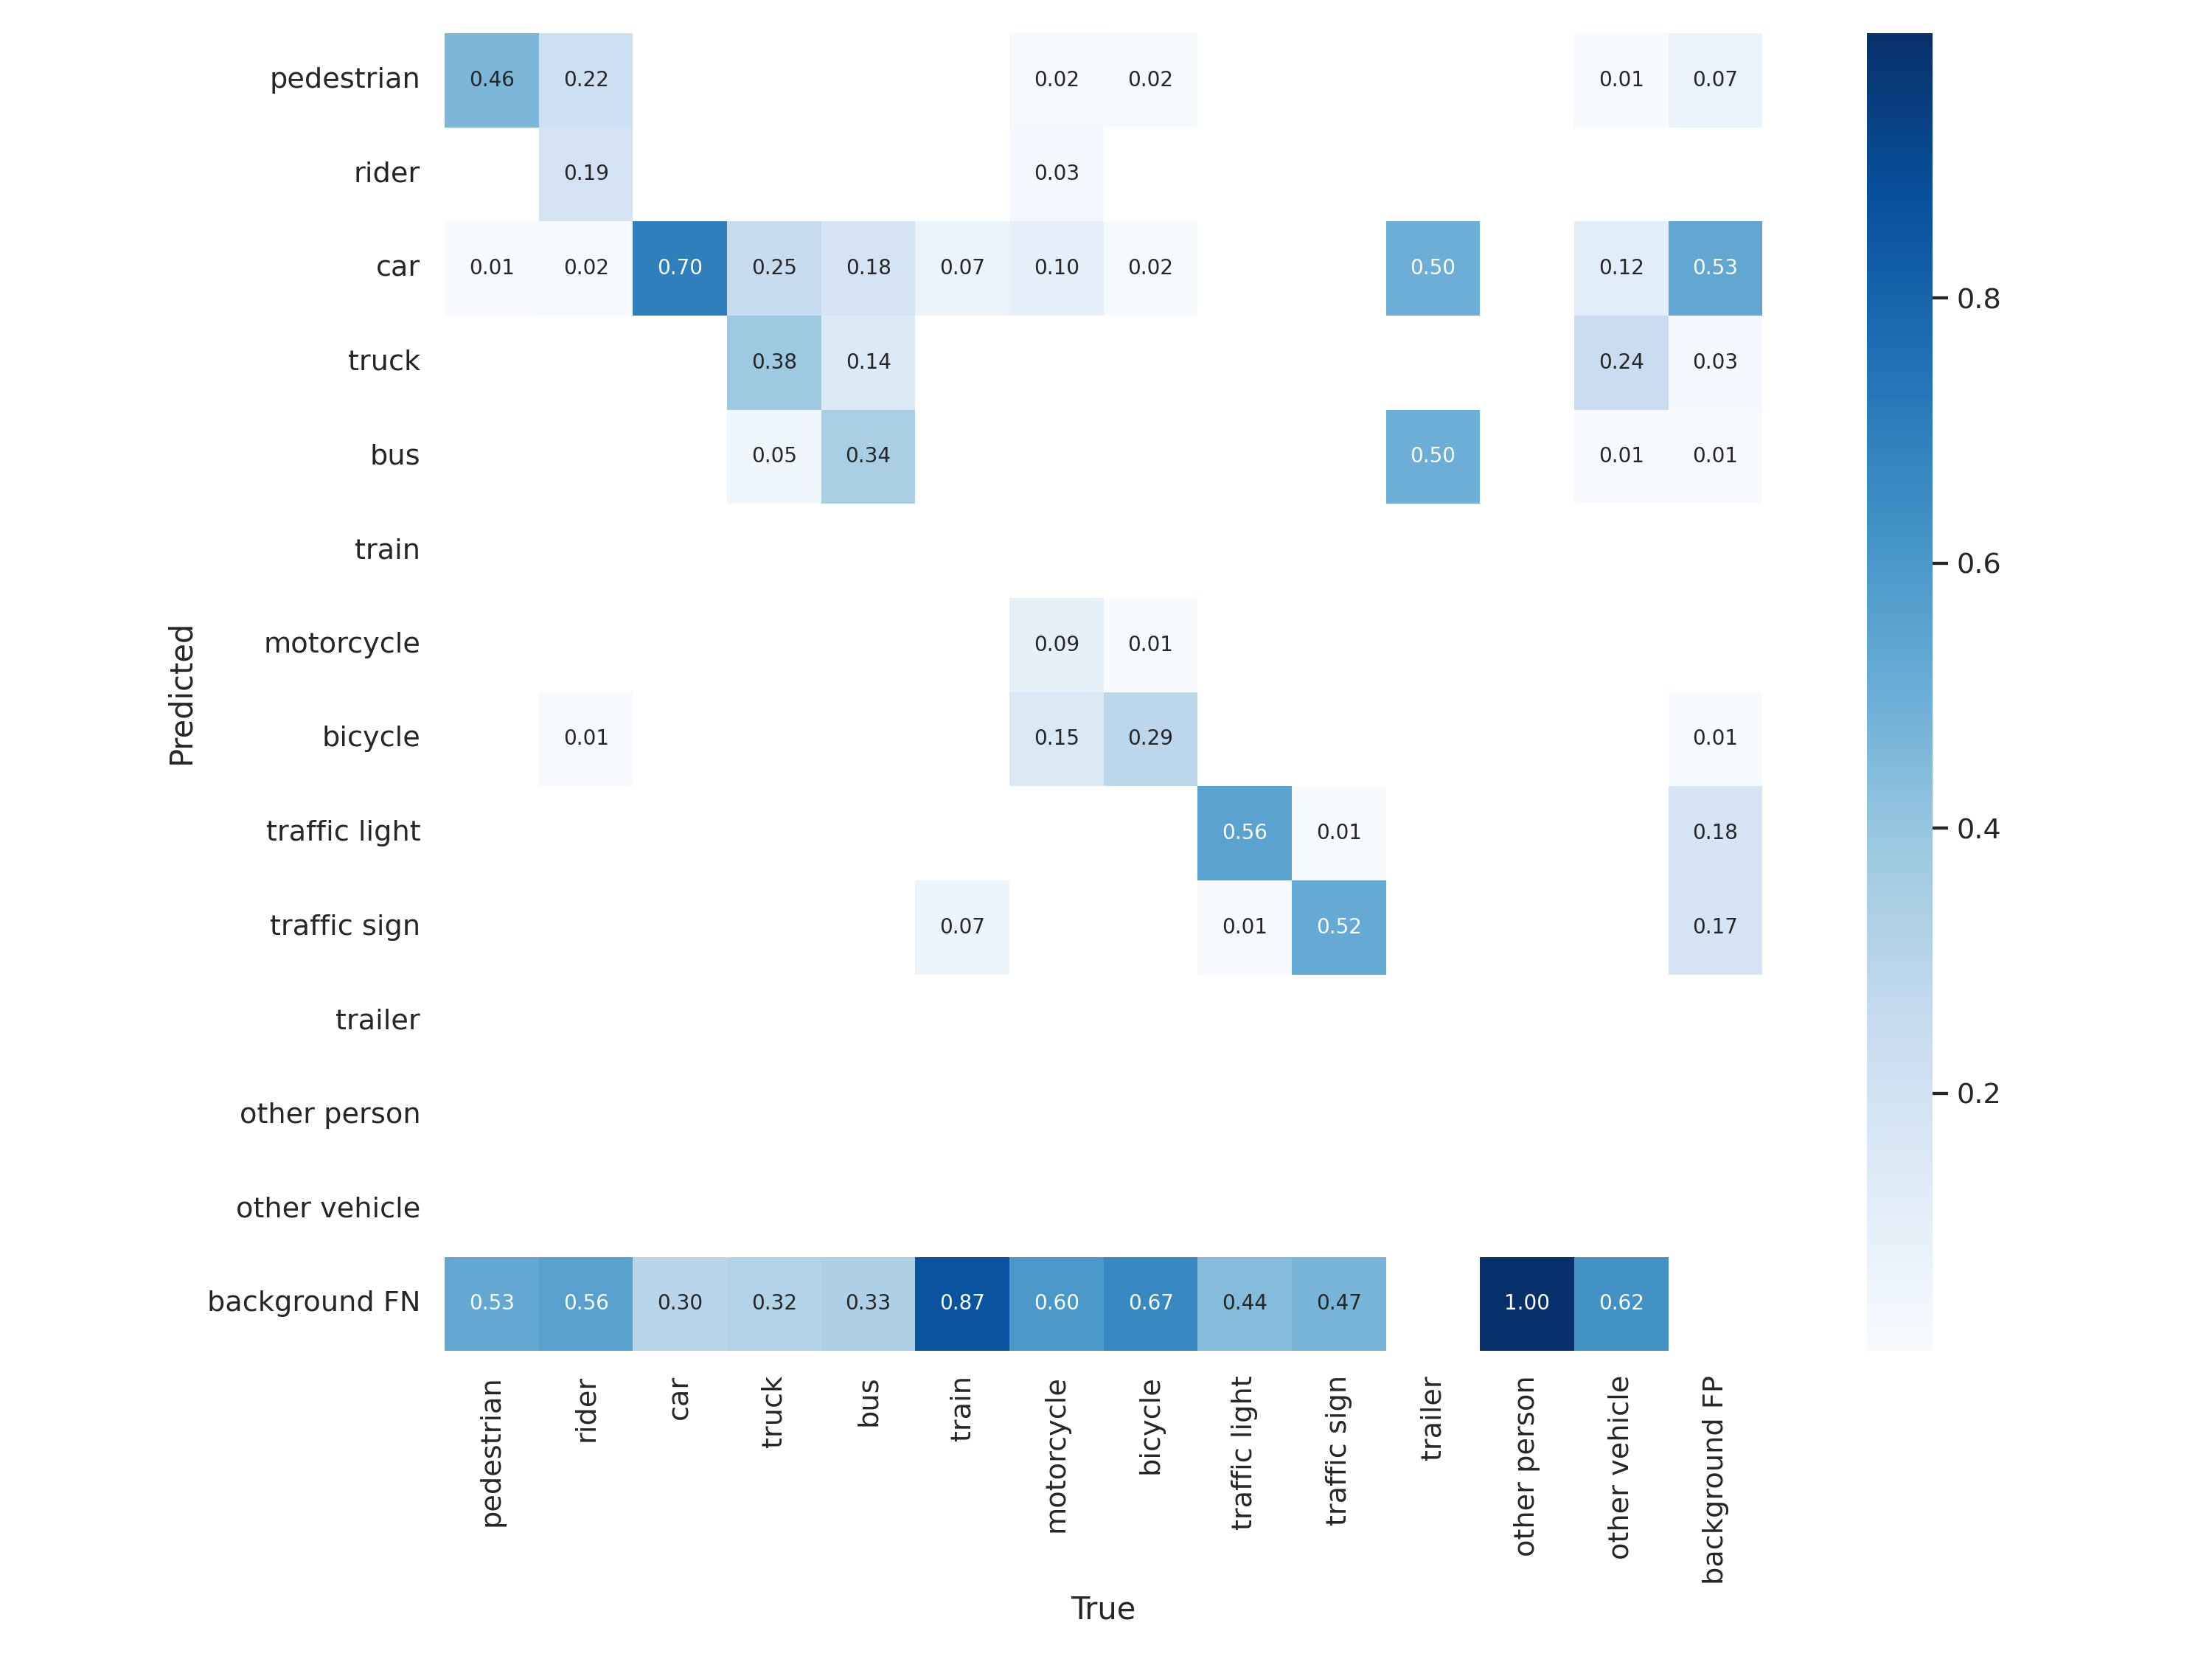 pedestrian 0.46 0.22 0.02 0.02 0.01 0.07
rider 0.19 0.03
car 0.01 0.02 0.70 0.25 0.18 0.07 0.10 0.02 0.50 0.12 0.53
0.8
truck 0.38 0.14 0.24 0.03
bus 0.05 0.34 0.50 0.01 0.01
train
0.6
motorcycle 0.09 0.01
Predicted
bicycle 0.01 0.15 0.29 0.01
traffic light 0.56 0.01 0.18
0.4
traffic sign 0.07 0.01 0.52 0.17
trailer
0.2
other person
other vehicle
background FN 0.53 0.56 0.30 0.32 0.33 0.87 0.60 0.67 0.44 0.47 1.00 0.62
pedestrian
rider
car
truck
bus
train
motorcycle
bicycle
traffic light
traffic sign
trailer
other person
other vehicle
background FP
True